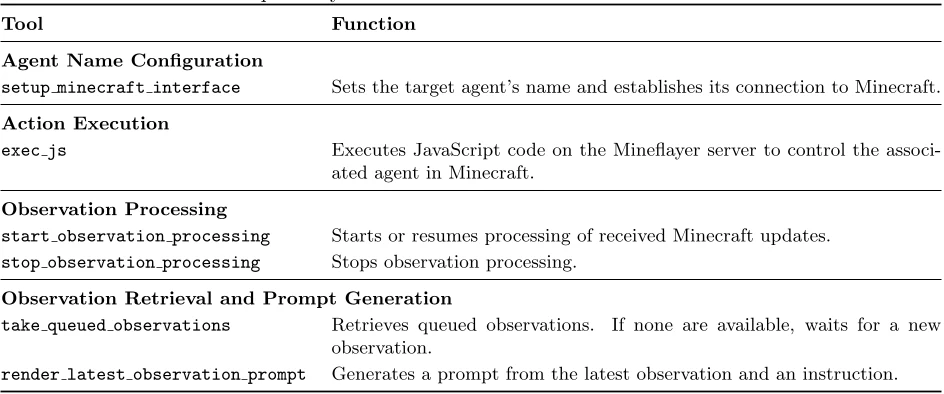 Tool Function
Agent Name Configuration
setup_minecraft_interface Sets the target agent's name and establishes its connection to Minecraft.
Action Execution
exec_js Executes JavaScript code on the Mineflayer server to control the associ-
ated agent in Minecraft.
Observation Processing
start_observation_processing Starts or resumes processing of received Minecraft updates.
stop_observation_processing Stops observation processing.
Observation Retrieval and Prompt Generation
take_queued_observations Retrieves queued observations. If none are available, waits for a new
observation.
render_latest_observation_prompt Generates a prompt from the latest observation and an instruction.